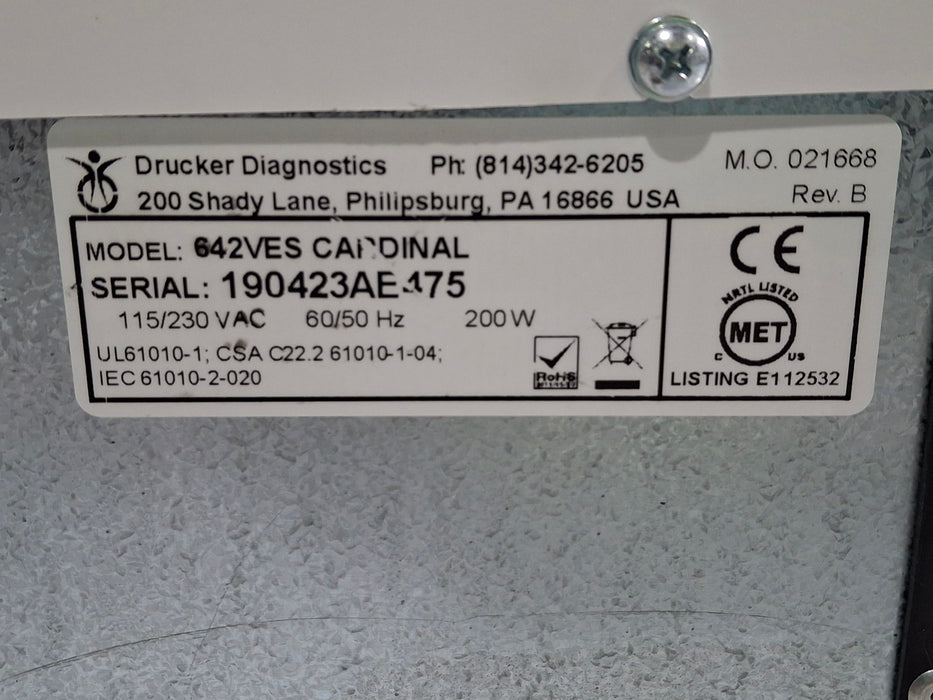 Drucker Diagnostics Ph: (814)342-6205
200 Shady Lane, Philipsburg, PA 16866 USA
M.O. 021668
Rev. B
MODEL: 642VES CARDINAL
SERIAL:
115/230 VAC 60/50 Hz 200W
UL61010-1; CSA C22.2 61010-1-04;
IEC 61010-2-020
RoHS
CE
NRTL LISTED
MET
C US
LISTING E112532